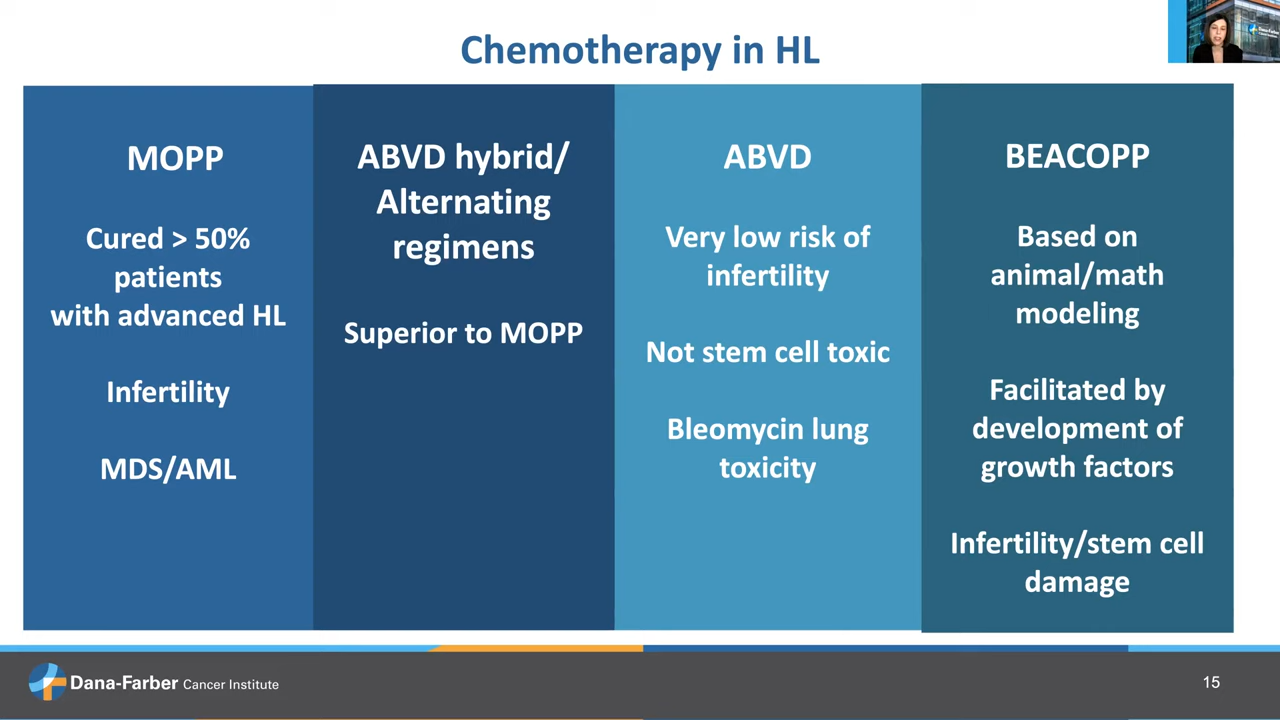 Chemotherapy in HL
MOPP
Cured > 50%
patients
with advanced HL
Infertility
MDS/AML
ABVD hybrid/
Alternating
regimens
Superior to MOPP
ABVD
Very low risk of
infertility
Not stem cell toxic
Bleomycin lung
toxicity
BEACOPP
Based on
animal/math
modeling
Facilitated by
development of
growth factors
Infertility/stem cell
damage
Dana-Farber Cancer Institute
15
Dana-Farber